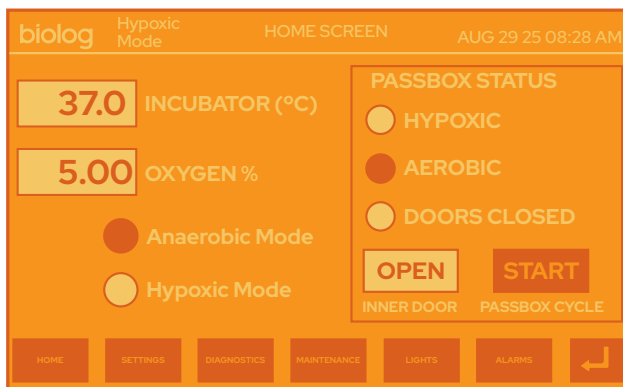 biolog
Hypoxic
Mode
HOME SCREEN
AUG 29 25 08:28 AM
37.0 INCUBATOR (ºC)
5.00 OXYGEN %
Anaerobic Mode
Hypoxic Mode
PASSBOX STATUS
HYPOXIC
AEROBIC
DOORS CLOSED
OPEN
INNER DOOR
START
PASSBOX CYCLE
HOME
SETTINGS
DIAGNOSTICS
MAINTENANCE
LIGHTS
ALARMS